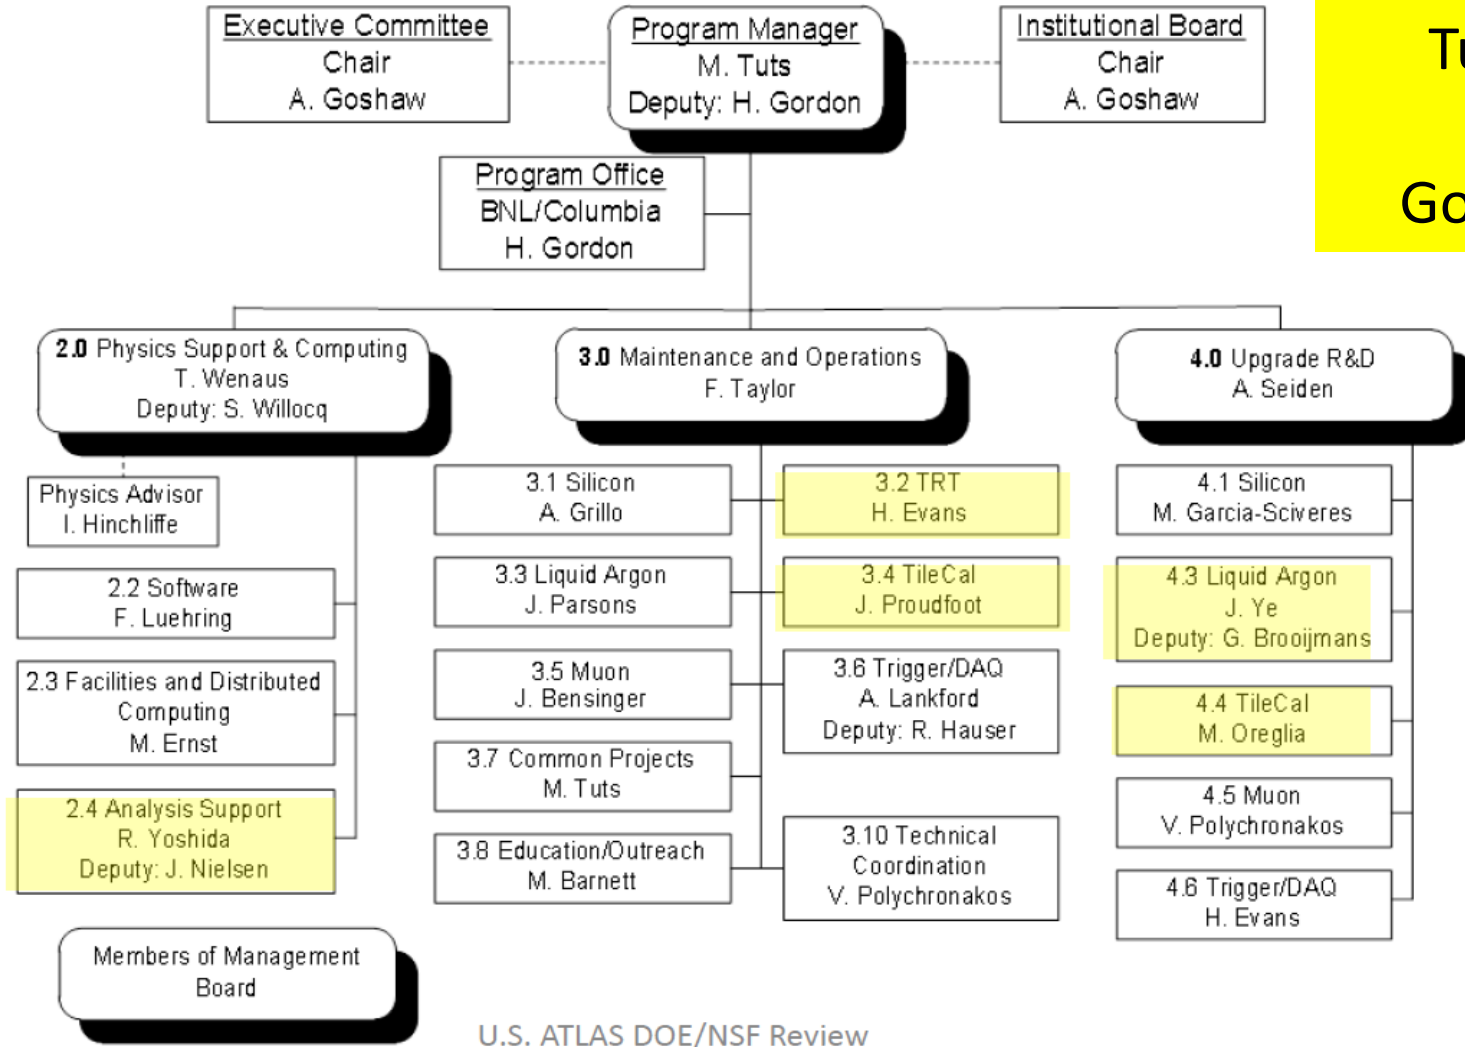 Executive Committee
Chair
A. Goshaw
Program Manager
M. Tuts
Deputy: H. Gordon
Institutional Board
Chair
A. Goshaw
Program Office
BNL/Columbia
H. Gordon
2.0 Physics Support & Computing
T. Wenaus
Deputy: S. Willocq
3.0 Maintenance and Operations
F. Taylor
4.0 Upgrade R&D
A. Seiden
Physics Advisor
I. Hinchliffe
2.2 Software
F. Luehring
2.3 Facilities and Distributed
Computing
M. Ernst
2.4 Analysis Support
R. Yoshida
Deputy: J. Nielsen
3.1 Silicon
A. Grillo
3.2 TRT
H. Evans
3.3 Liquid Argon
J. Parsons
3.4 TileCal
J. Proudfoot
3.5 Muon
J. Bensinger
3.6 Trigger/DAQ
A. Lankford
Deputy: R. Hauser
3.7 Common Projects
M. Tuts
3.8 Education/Outreach
M. Barnett
3.10 Technical
Coordination
V. Polychronakos
4.1 Silicon
M. Garcia-Sciveres
4.3 Liquid Argon
J. Ye
Deputy: G. Brooijmans
4.4 TileCal
M. Oreglia
4.5 Muon
V. Polychronakos
4.6 Trigger/DAQ
H. Evans
Members of Management
Board
U.S. ATLAS DOE/NSF Review